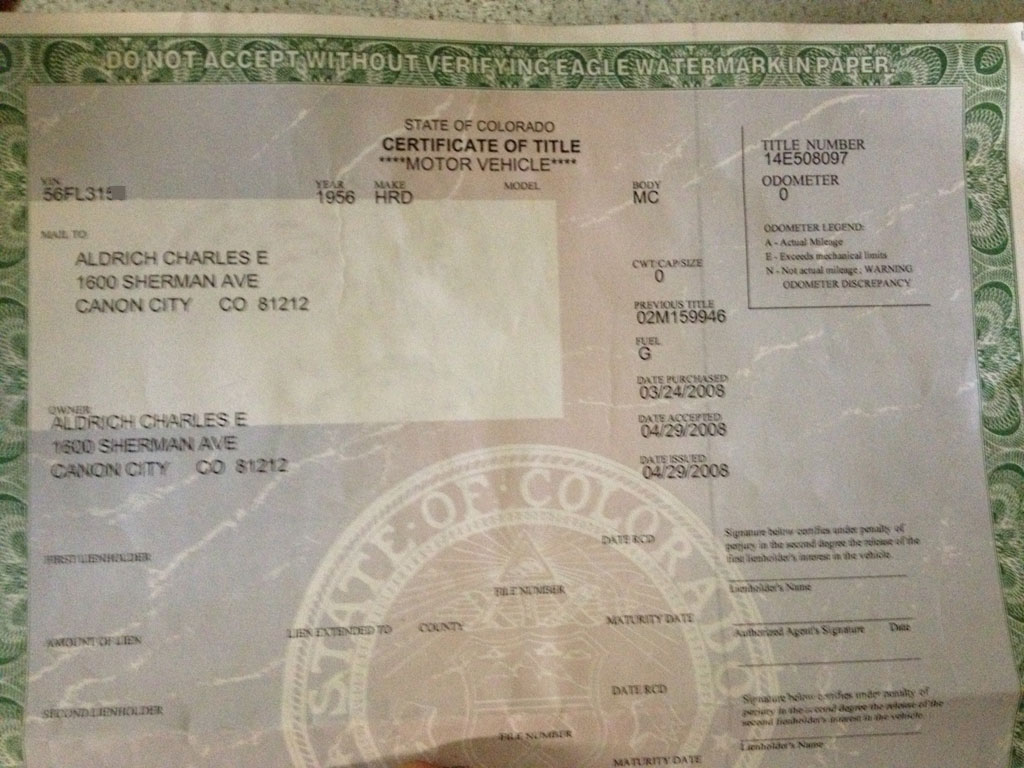 DO NOT ACCEPT WITHOUT VERIFYING EAGLE WATERMARK IN PAPER.
STATE OF COLORADO
CERTIFICATE OF TITLE
****MOTOR VEHICLE****
VIN YEAR MAKE MODEL BODY
56FL315 1956 HRD MC
TITLE NUMBER
14E508097
ODOMETER
0
ODOMETER LEGEND:
A - Actual Mileage
E - Exceeds mechanical limits
N - Not actual mileage, WARNING
ODOMETER DISCREPANCY
MAIL TO
ALDRICH CHARLES E
1600 SHERMAN AVE
CANON CITY CO 81212
CWT/CAP/SIZE
0
PREVIOUS TITLE
02M159946
FUEL
G
DATE PURCHASED
03/24/2008
DATE ACCEPTED
04/29/2008
DATE ISSUED
04/29/2008
OWNER
ALDRICH CHARLES E
1600 SHERMAN AVE
CANON CITY CO 81212
STATE OF COLORADO
FIRST LIENHOLDER
DATE RCD
FILE NUMBER
AMOUNT OF LIEN LIEN EXTENDED TO COUNTY MATURITY DATE
SECOND LIENHOLDER
DATE RCD
FILE NUMBER
MATURITY DATE
Signature below certifies under penalty of
perjury in the second degree the release of the
first lienholder's interest in the vehicle.
Lienholder's Name
Authorized Agent's Signature Date
Signature below certifies under penalty of
perjury in the second degree the release of the
second lienholder's interest in the vehicle.
Lienholder's Name